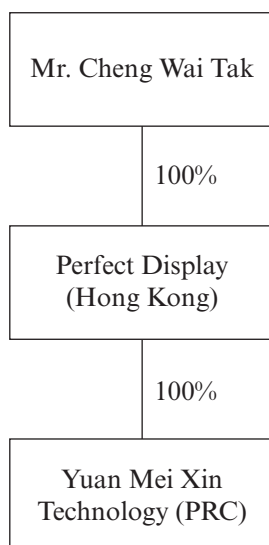 Mr. Cheng Wai Tak
100%
Perfect Display
(Hong Kong)
100%
Yuan Mei Xin
Technology (PRC)